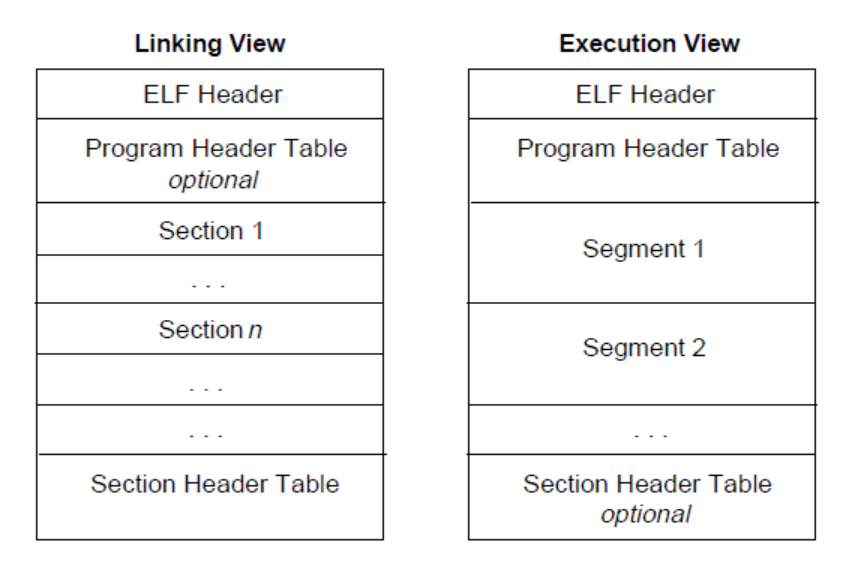 Linking View
ELF Header
Program Header Table
optional
Section 1
. . .
Section n
. . .
. . .
Section Header Table
Execution View
ELF Header
Program Header Table
Segment 1
Segment 2
. . .
Section Header Table
optional